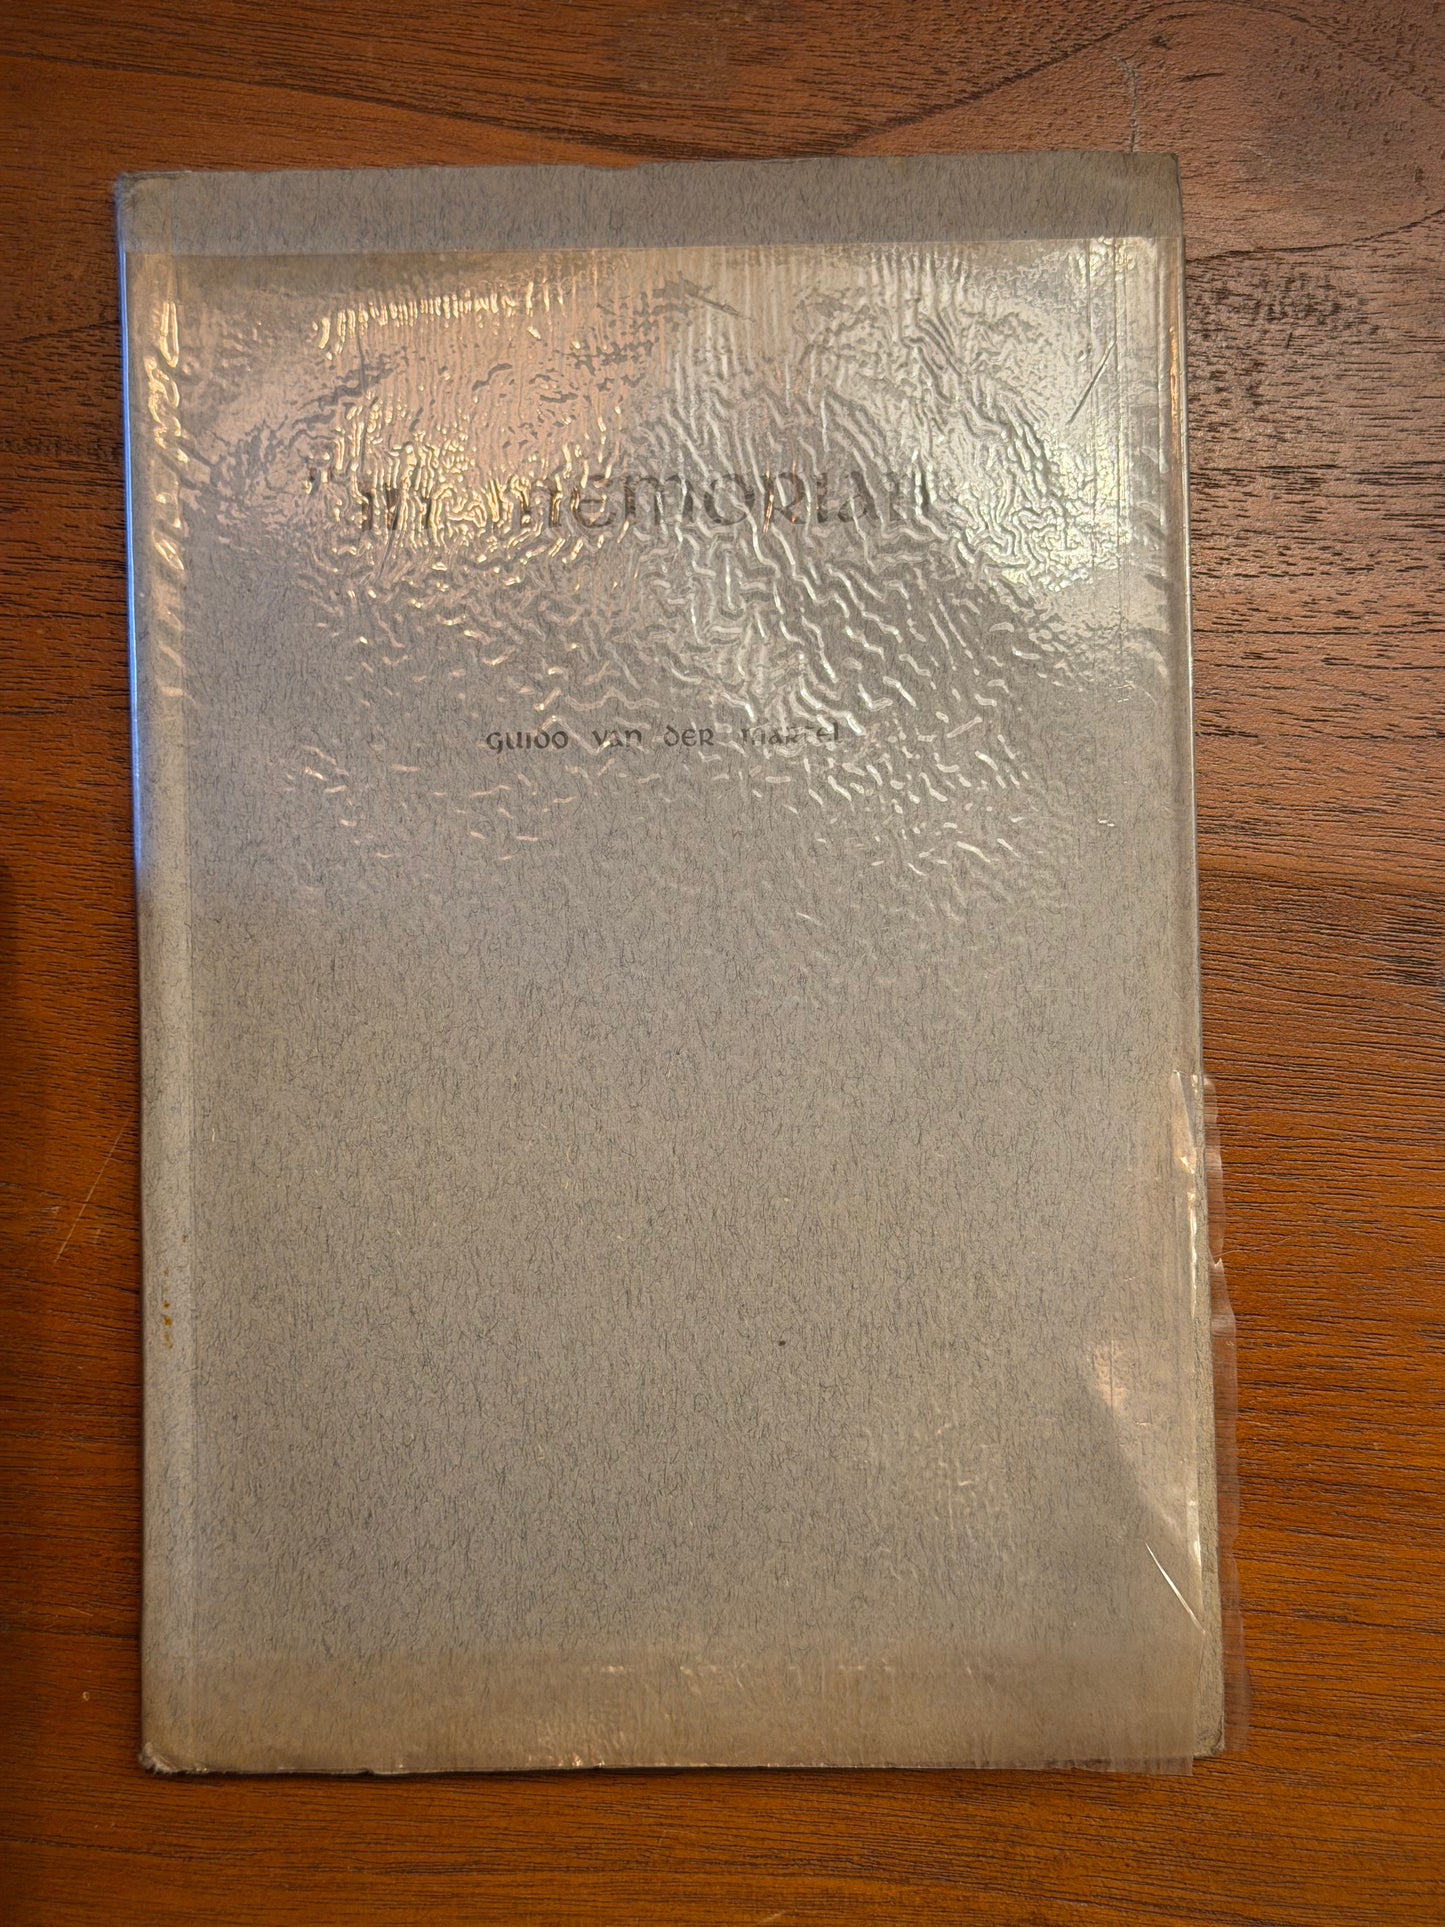 in memoriam
guido van der martel